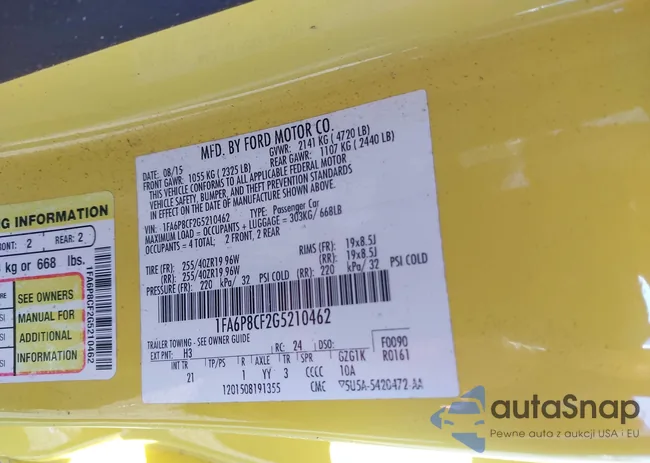 MFD. BY FORD MOTOR CO.
DATE: 08/15 GVWR: 2141 KG ( 4720 LB)
FRONT GAWR: 1055 KG ( 2325 LB) REAR GAWR: 1107 KG ( 2440 LB)
THIS VEHICLE CONFORMS TO ALL APPLICABLE FEDERAL MOTOR
VEHICLE SAFETY, BUMPER, AND THEFT PREVENTION STANDARDS
IN EFFECT ON THE DATE OF MANUFACTURE SHOWN ABOVE.
VIN: 1FA6P8CF2G5210462 TYPE: Passenger Car
MAXIMUM LOAD = OCCUPANTS + LUGGAGE = 303KG/ 668LB
OCCUPANTS = 4 TOTAL; 2 FRONT, 2 REAR
TIRE (FR): 255/40ZR19 96W RIMS (FR): 19x8.5J
(RR): 255/40ZR19 96W (RR): 19x8.5J
PRESSURE (FR): 220 kPa/ 32 PSI COLD (RR): 220 kPa/ 32 PSI COLD
1FA6P8CF2G5210462
TRAILER TOWING - SEE OWNER GUIDE
EXT PNT: H3 RC: 24 DSO: F0090
INT TR TP/PS R AXLE TR SPR GZG1K R0161
21 1 YY 3 CCCC 10A
1201508191355 CMC 5U5A-5420472-AA
NG INFORMATION
FRONT: 2 REAR: 2
kg or 668 lbs.
SEE OWNERS
MANUAL FOR
ADDITIONAL
INFORMATION
1FA6P8CF2G5210462
autaSnap
Pewne auta z aukcji USA i EU